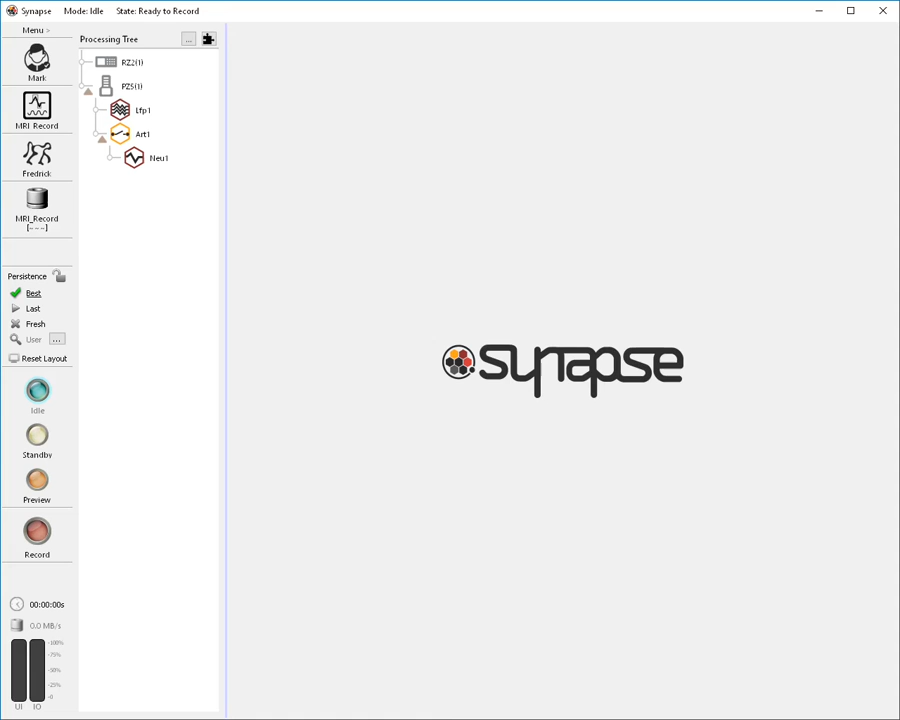 Synapse Mode: Idle State: Ready to Record
Menu >
Mark
MRI_Record
Fredrick
MRI_Record
[---]
Persistence
Best
Last
Fresh
User ...
Reset Layout
Idle
Standby
Preview
Record
00:00:00s
0.0 MB/s
-100%
-75%
-50%
-25%
-0
UI IO
Processing Tree ...
RZ2(1)
PZ5(1)
Lfp1
Art1
Neu1
synapse